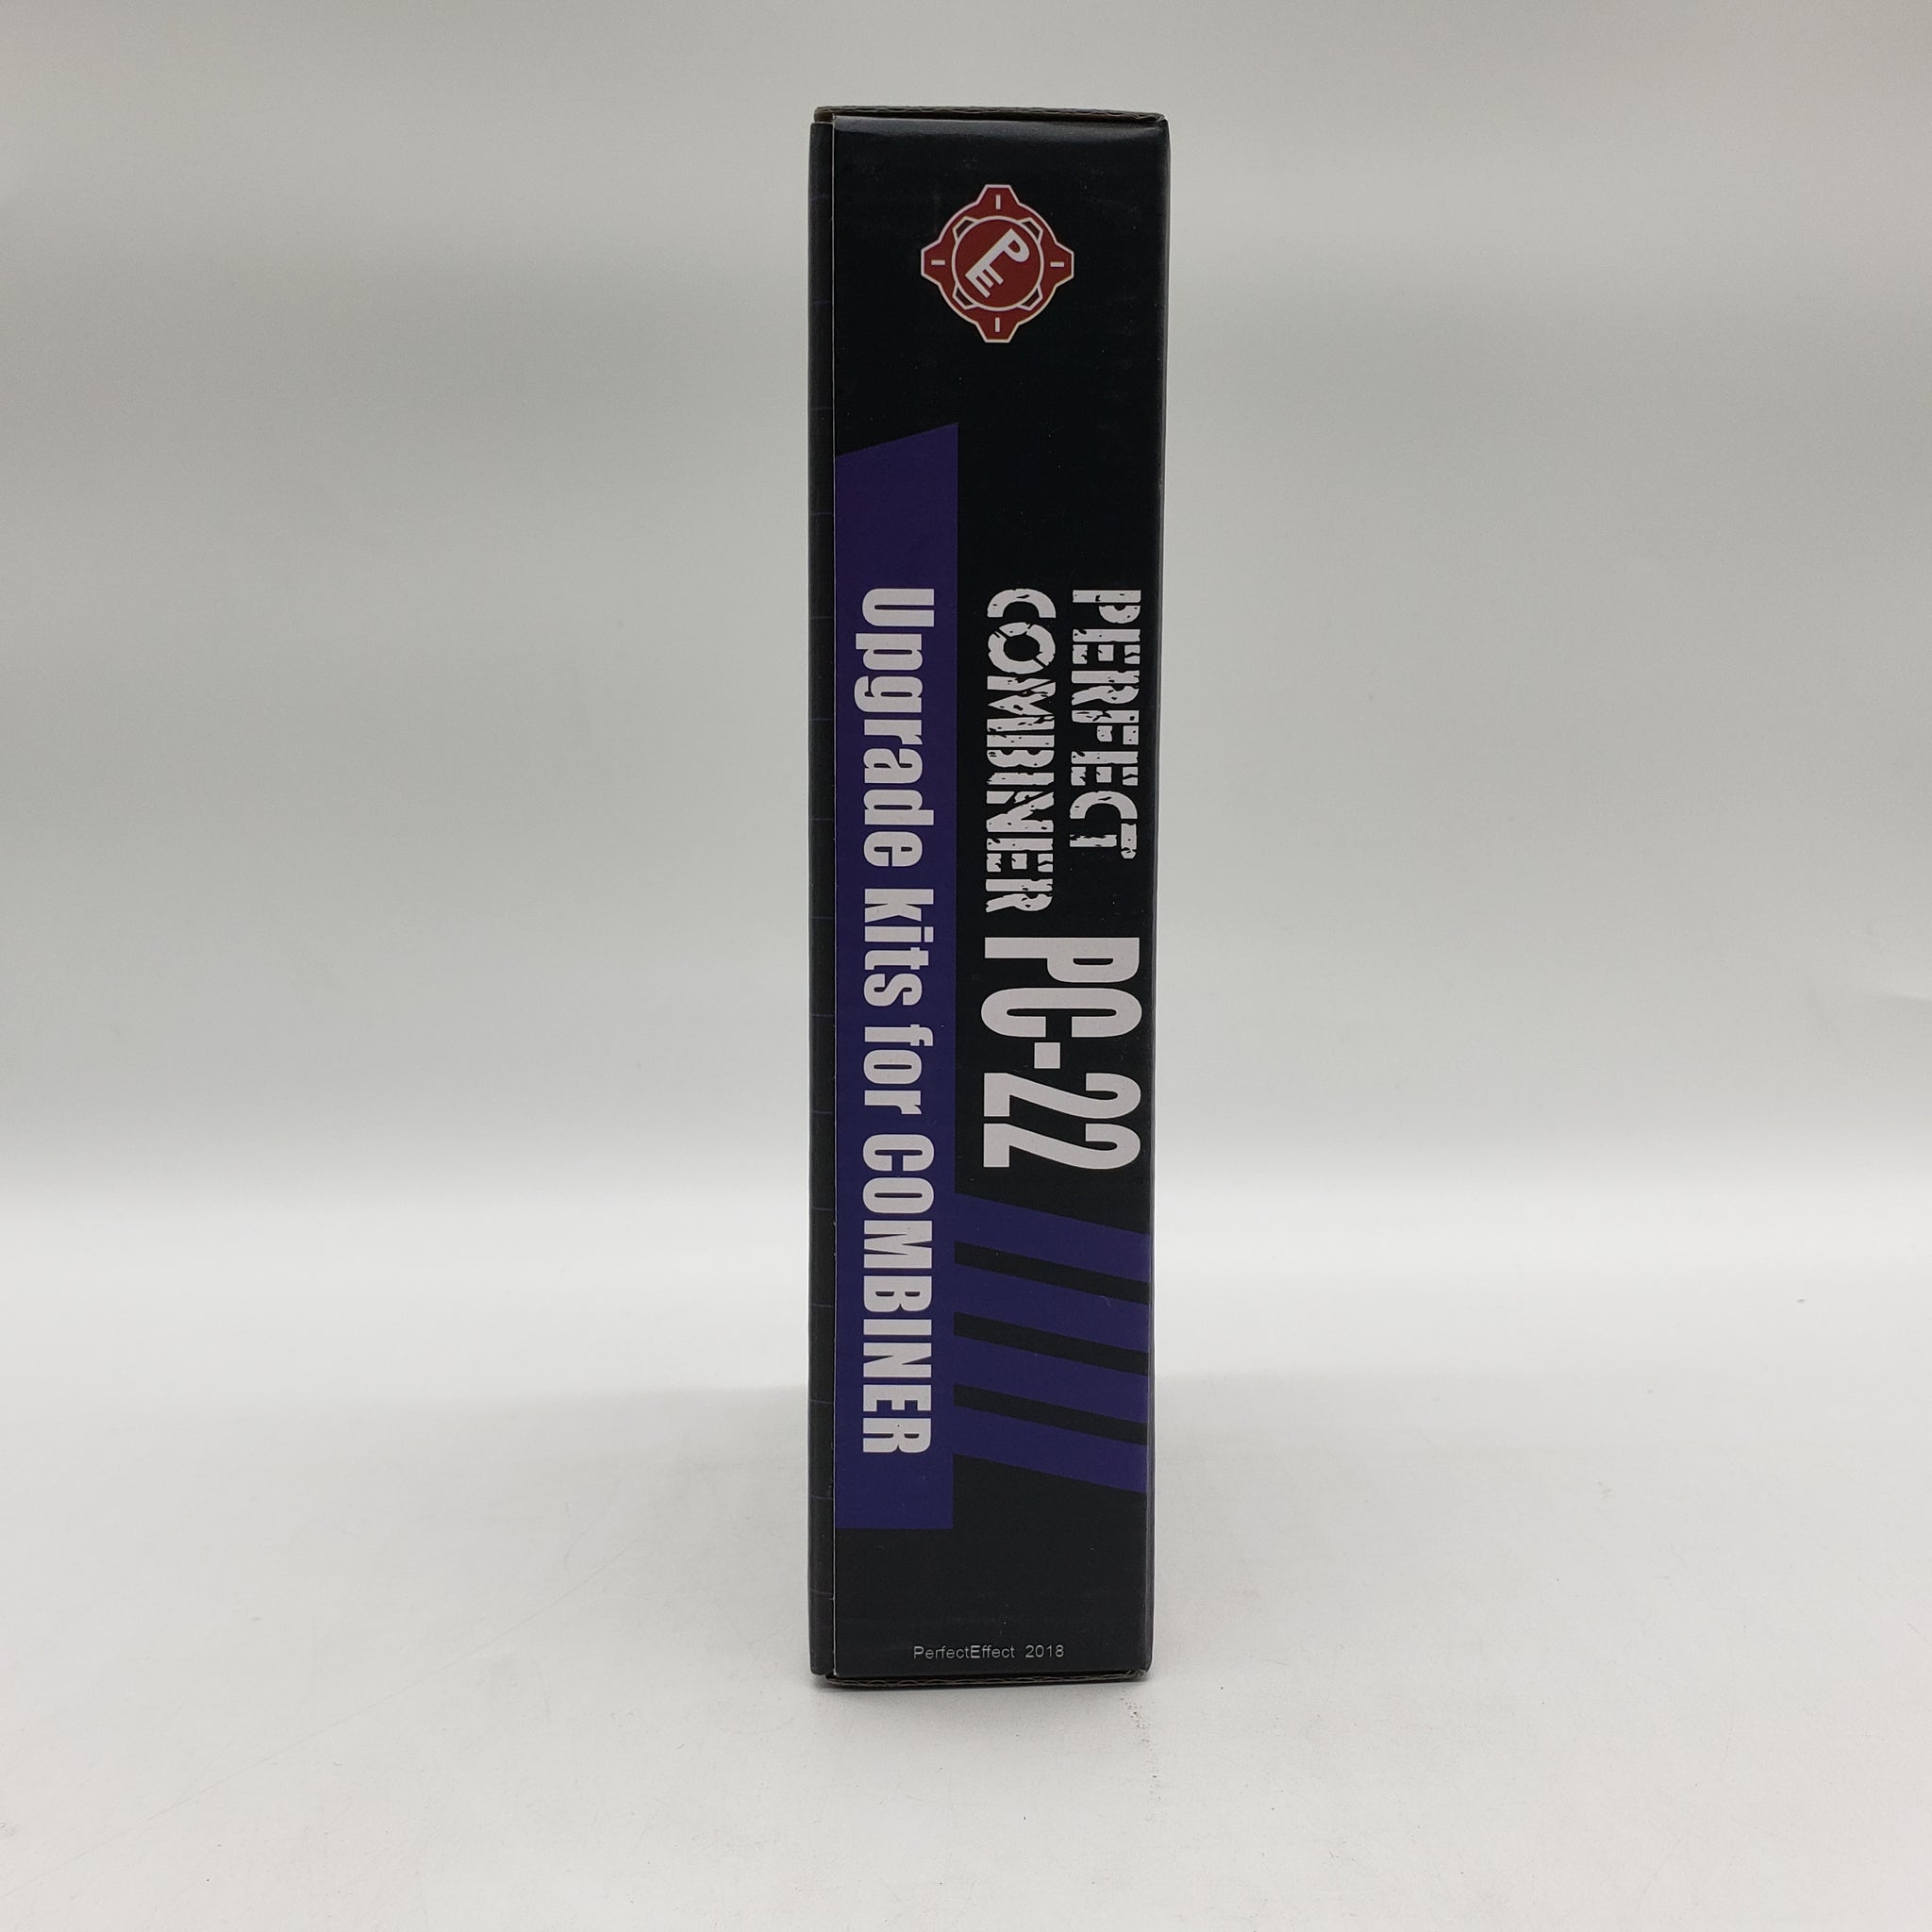 PE
PERFECT
COMBINER PC-22
Upgrade kits for COMBINER
PerfectEffect 2018